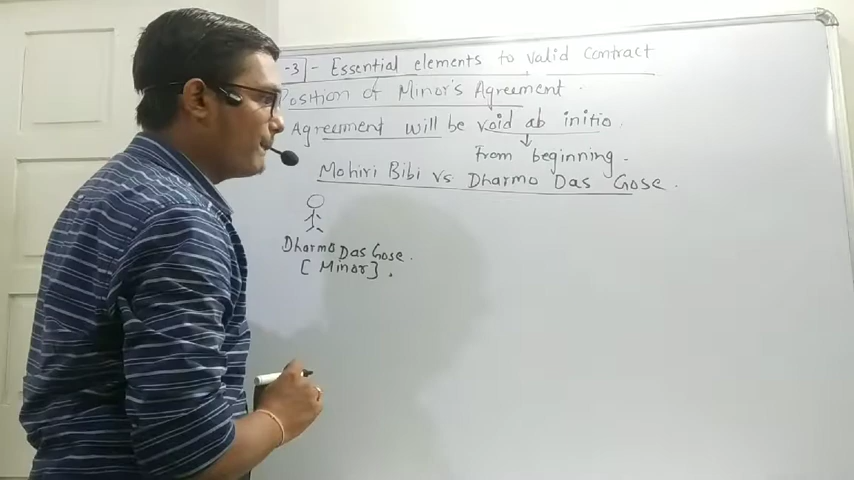 -3] - Essential elements to valid Contract
Position of Minor's Agreement.
Agreement will be void ab initio.
From beginning.
Mohiri Bibi vs Dharmo Das Gose.
Dharmo Das Gose.
[Minor].